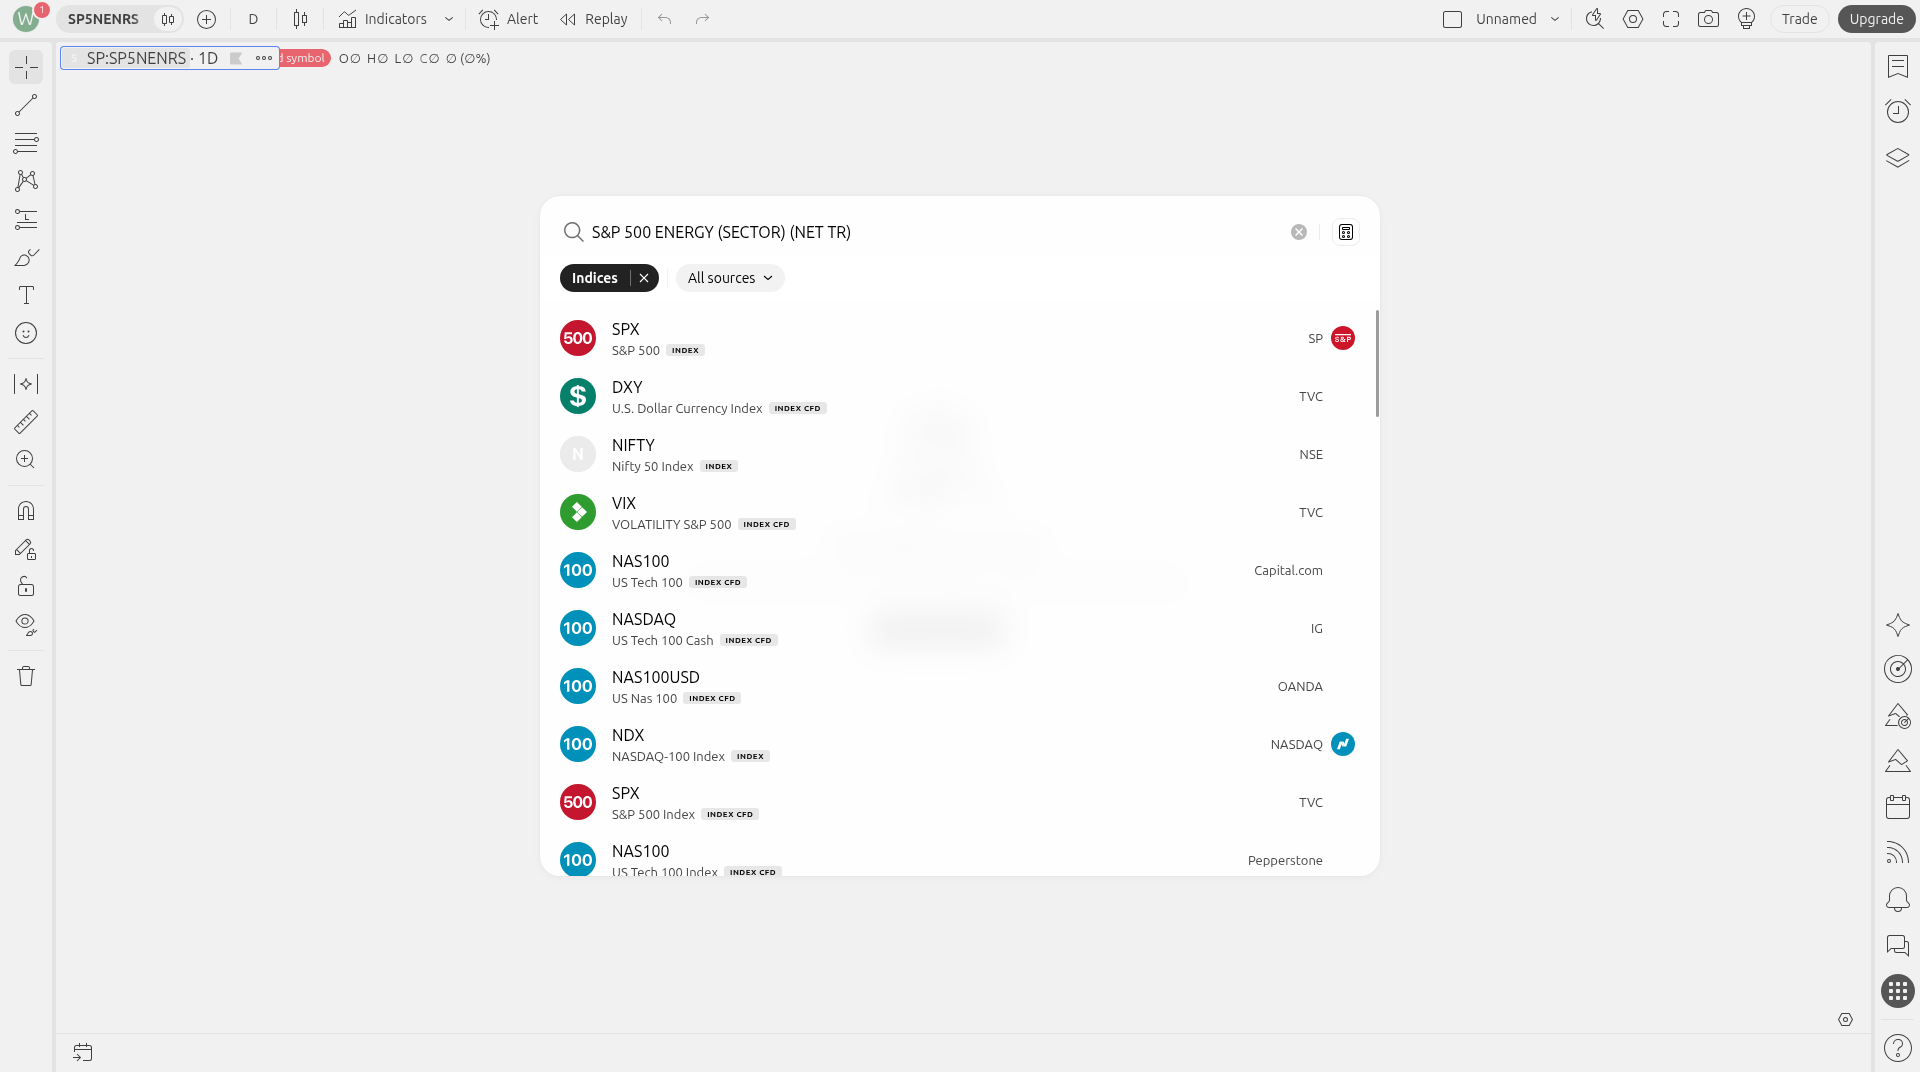 W 1 SP5NENRS D Indicators Alert Replay Unnamed Trade Upgrade
SP:SP5NENRS · 1D d symbol O∅ H∅ L∅ C∅ ∅ (∅%)
S&P 500 ENERGY (SECTOR) (NET TR)
Indices All sources
500 SPX
S&P 500 INDEX
SP S&P
DXY
U.S. Dollar Currency Index INDEX CFD
TVC
N NIFTY
Nifty 50 Index INDEX
NSE
VIX
VOLATILITY S&P 500 INDEX CFD
TVC
100 NAS100
US Tech 100 INDEX CFD
Capital.com
100 NASDAQ
US Tech 100 Cash INDEX CFD
IG
100 NAS100USD
US Nas 100 INDEX CFD
OANDA
100 NDX
NASDAQ-100 Index INDEX
NASDAQ
500 SPX
S&P 500 Index INDEX CFD
TVC
100 NAS100
US Tech 100 Index INDEX CFD
Pepperstone